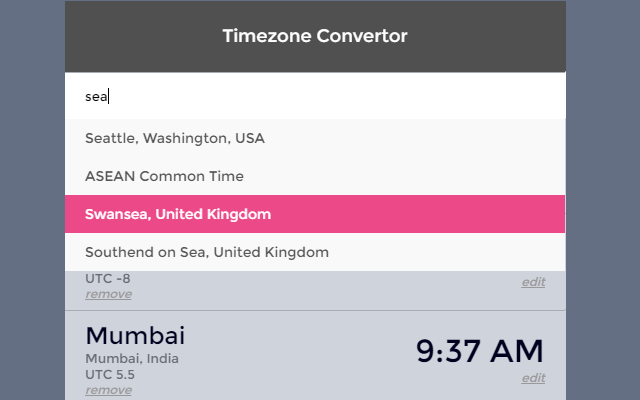 Timezone Convertor
sea
Seattle, Washington, USA
ASEAN Common Time
Swansea, United Kingdom
Southend on Sea, United Kingdom
UTC -8
edit
remove
Mumbai
9:37 AM
Mumbai, India
UTC 5.5
edit
remove